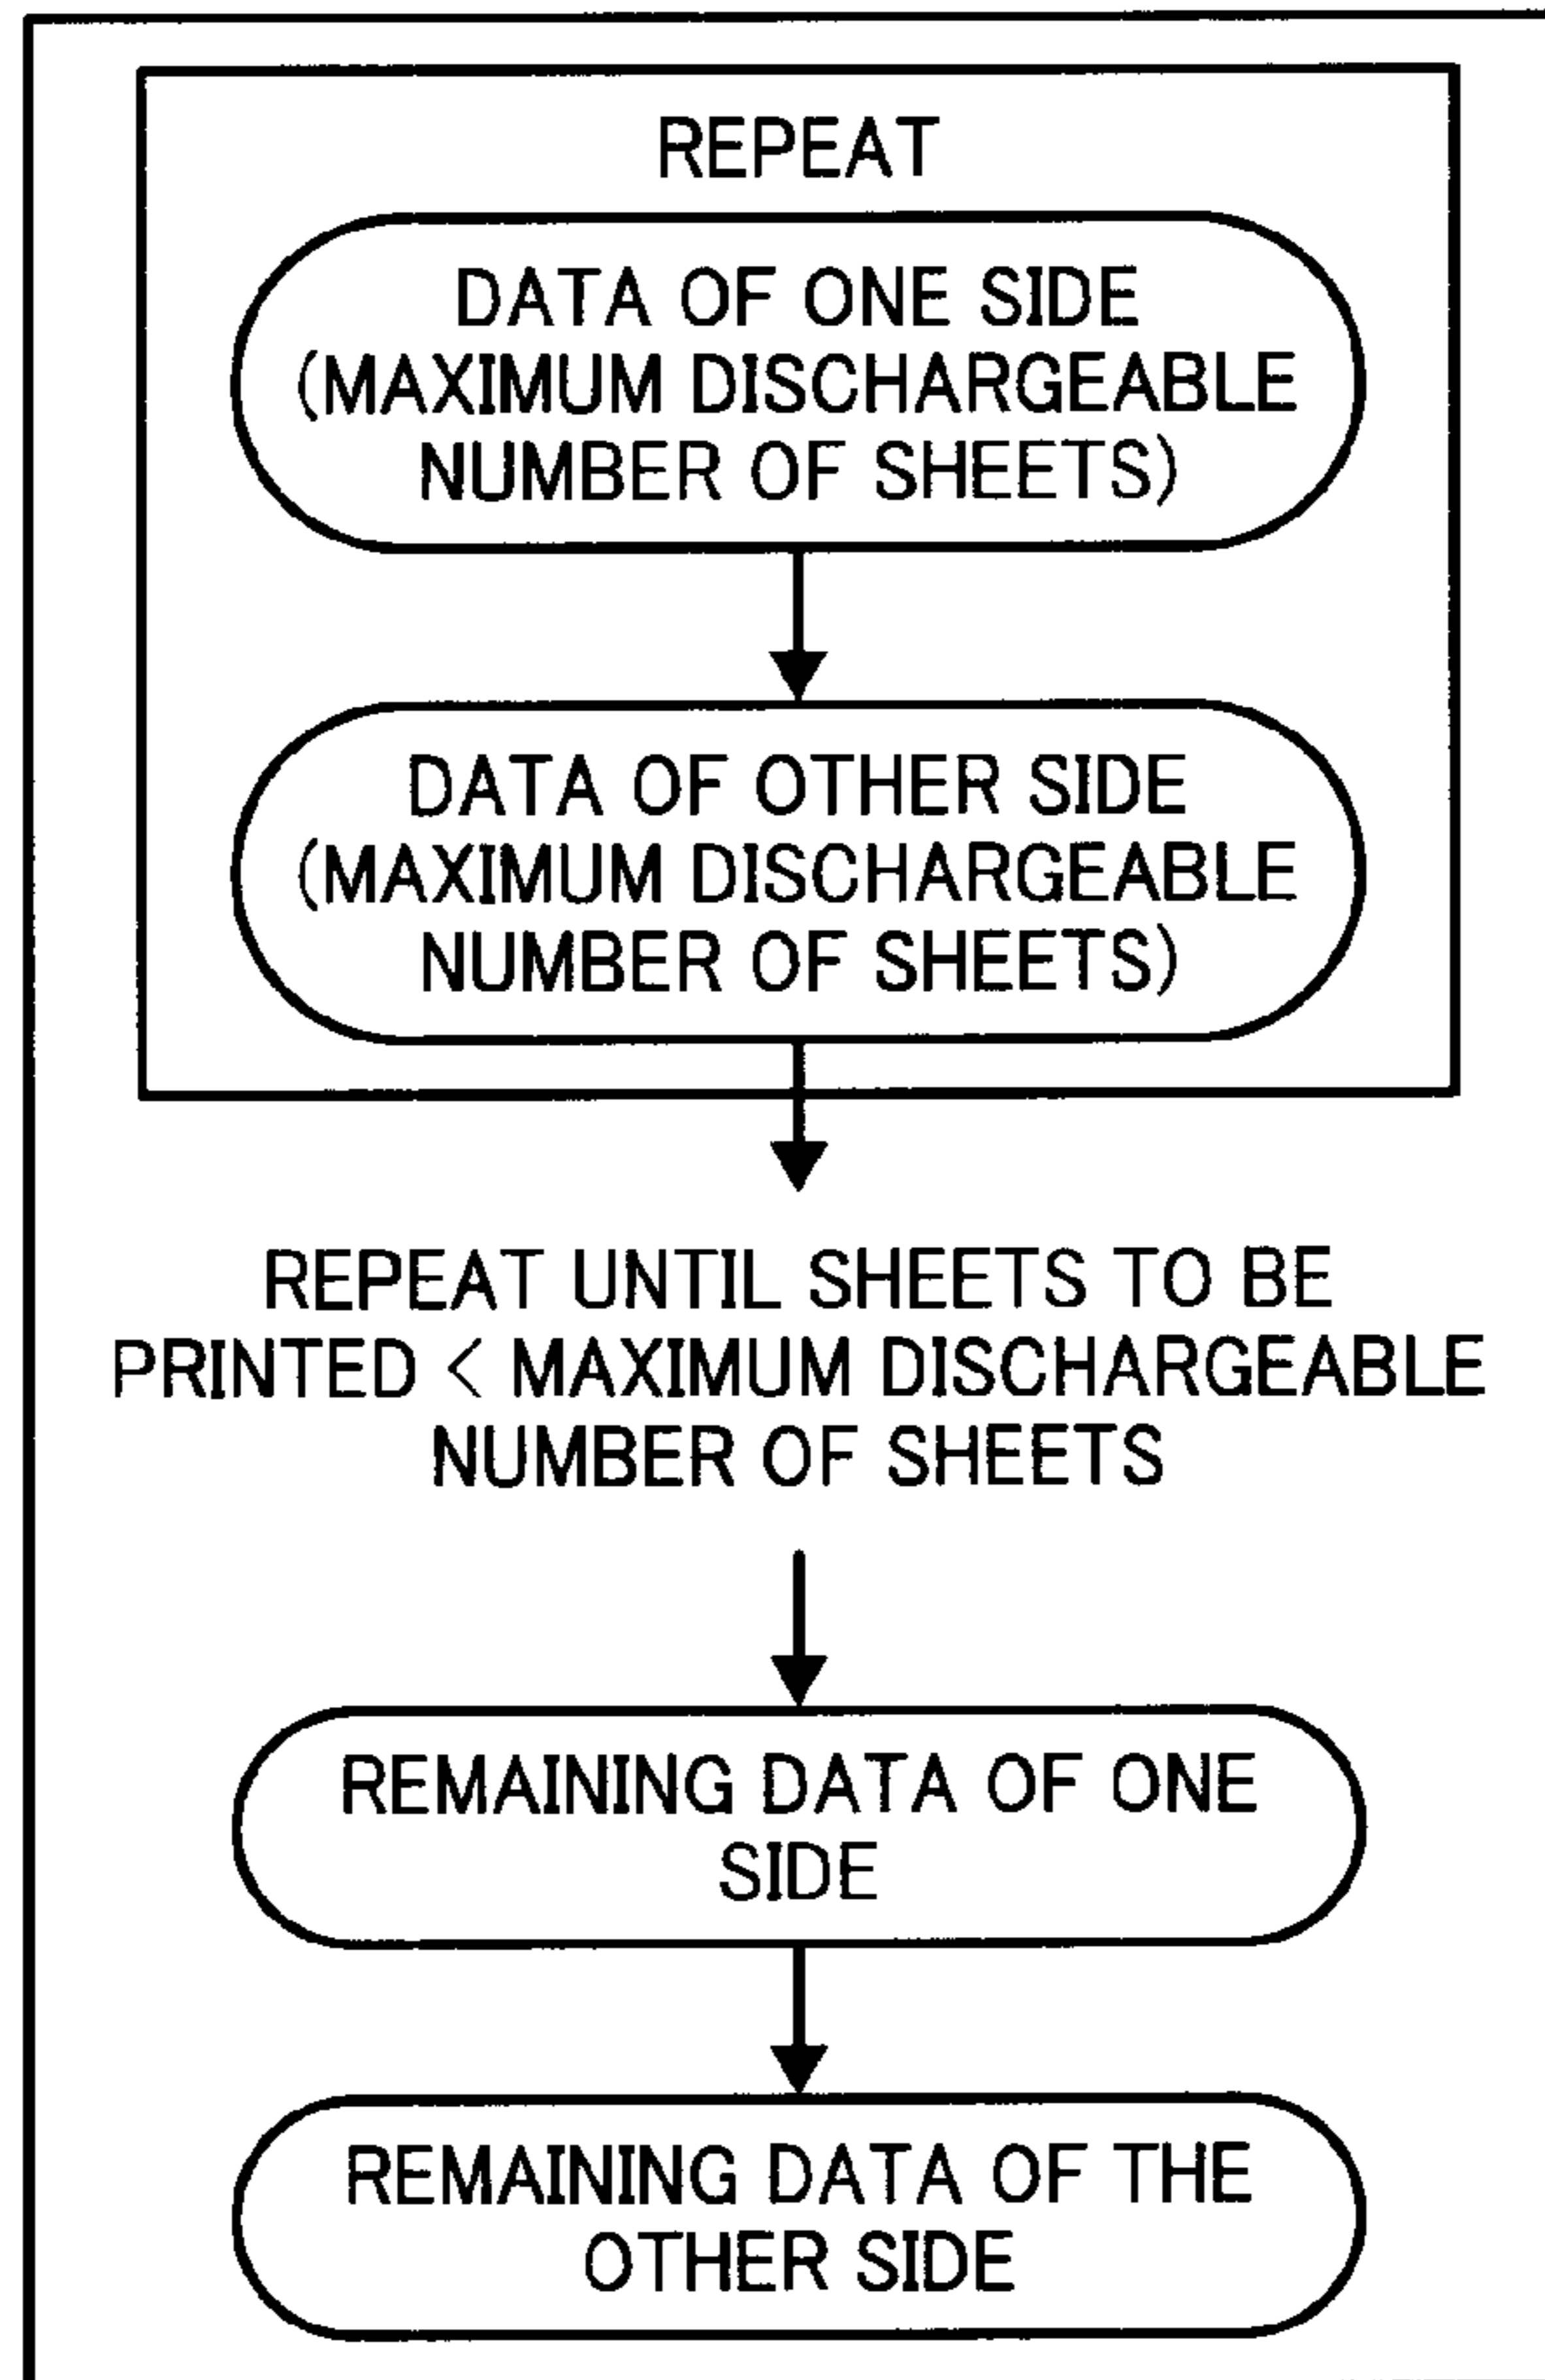 REPEAT
DATA OF ONE SIDE
(MAXIMUM DISCHARGEABLE
NUMBER OF SHEETS)
DATA OF OTHER SIDE
(MAXIMUM DISCHARGEABLE
NUMBER OF SHEETS)
REPEAT UNTIL SHEETS TO BE
PRINTED < MAXIMUM DISCHARGEABLE
NUMBER OF SHEETS
REMAINING DATA OF ONE
SIDE
REMAINING DATA OF THE
OTHER SIDE